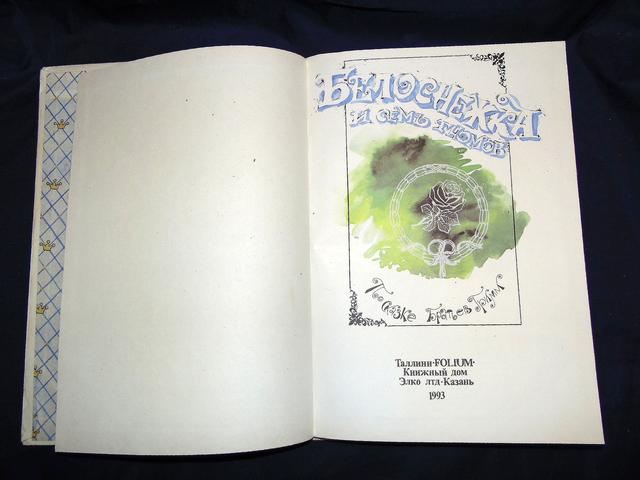 БЕЛОСНЕЖКА
И СЕМЬ ГНОМОВ
По сказке Братьев Гримм
Таллинн·FOLIUM·
Книжный дом
Элко лтд·Казань
1993